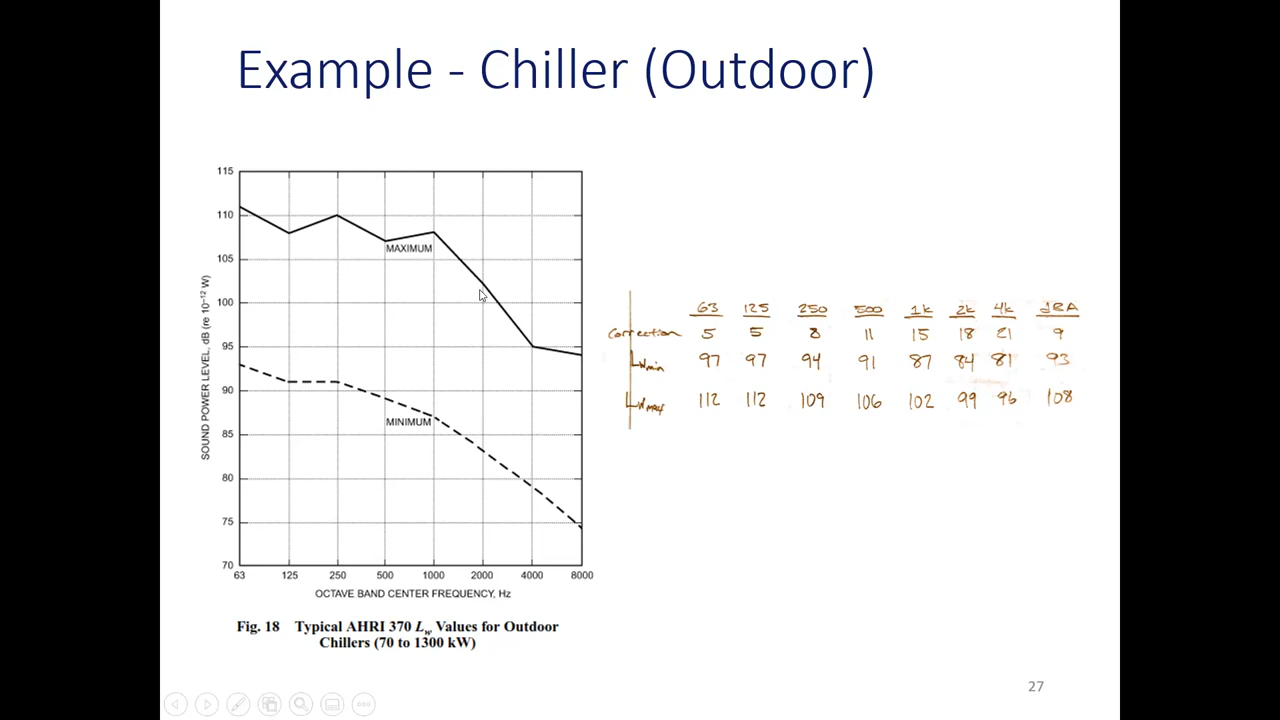 Example - Chiller (Outdoor)
115
110
105
100
95
90
85
80
75
70
SOUND POWER LEVEL, dB (re 10⁻¹² W)
MAXIMUM
MINIMUM
63 125 250 500 1000 2000 4000 8000
OCTAVE BAND CENTER FREQUENCY, Hz
Fig. 18 Typical AHRI 370 Lw Values for Outdoor
Chillers (70 to 1300 kW)
63 125 250 500 1k 2k 4k dBA
Correction 5 5 8 11 15 18 21 9
Lwmin 97 97 94 91 87 84 81 93
Lwmax 112 112 109 106 102 99 96 108
27